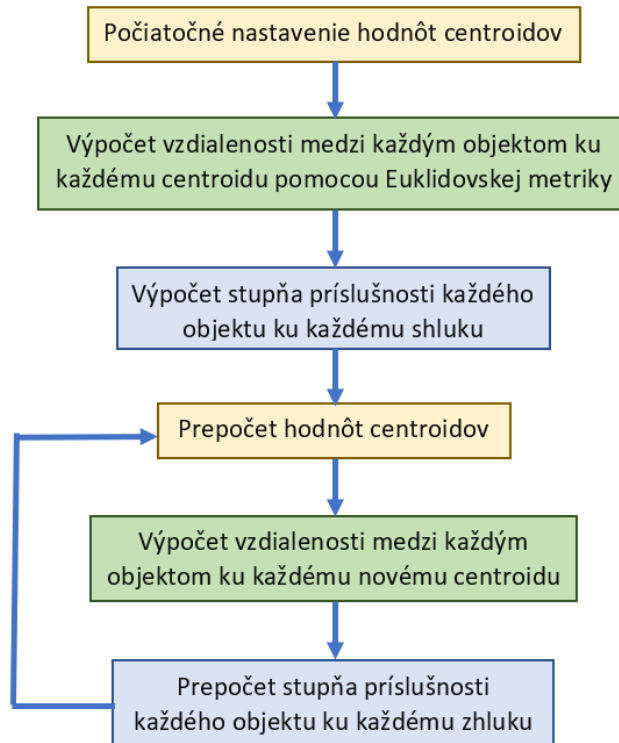 Počiatočné nastavenie hodnôt centroidov
Výpočet vzdialenosti medzi každým objektom ku
každému centroidu pomocou Euklidovskej metriky
Výpočet stupňa príslušnosti každého
objektu ku každému shluku
Prepočet hodnôt centroidov
Výpočet vzdialenosti medzi každým
objektom ku každému novému centroidu
Prepočet stupňa príslušnosti
každého objektu ku každému zhluku